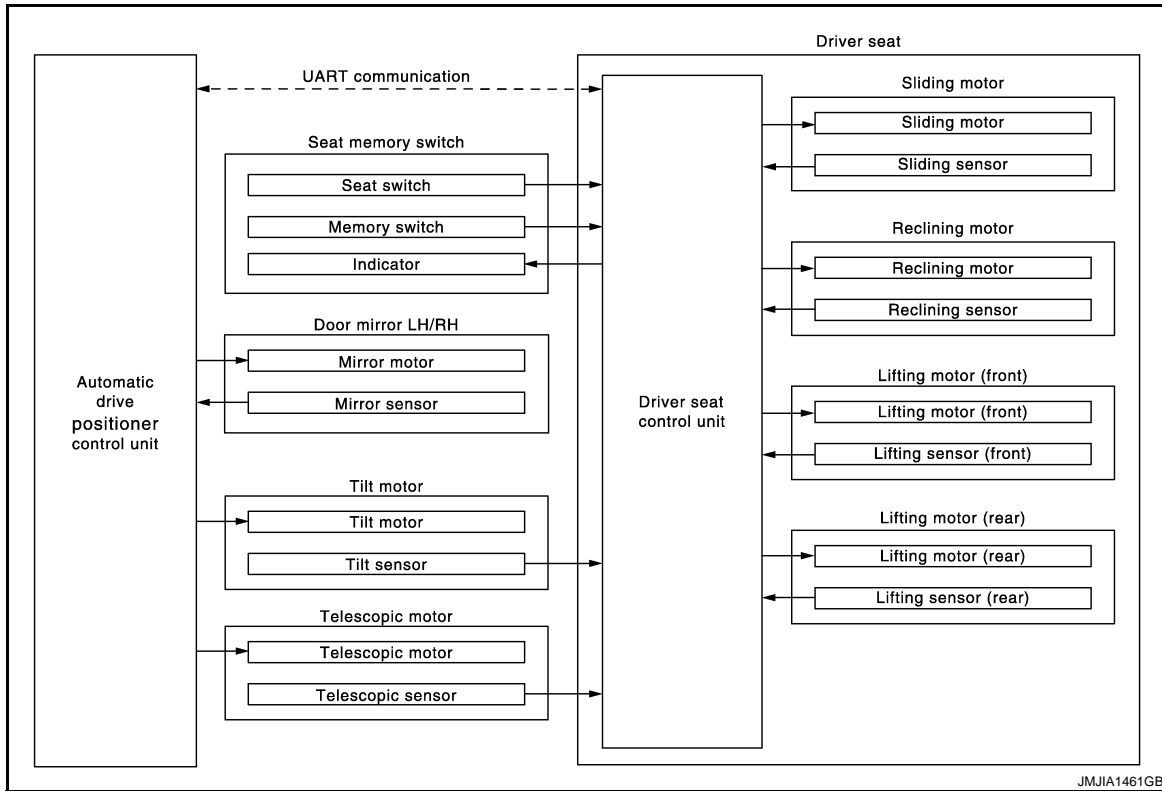 Driver seat
UART communication
Seat memory switch
Seat switch
Memory switch
Indicator
Door mirror LH/RH
Mirror motor
Mirror sensor
Automatic
drive
positioner
control unit
Tilt motor
Tilt motor
Tilt sensor
Telescopic motor
Telescopic motor
Telescopic sensor
Driver seat
control unit
Sliding motor
Sliding motor
Sliding sensor
Reclining motor
Reclining motor
Reclining sensor
Lifting motor (front)
Lifting motor (front)
Lifting sensor (front)
Lifting motor (rear)
Lifting motor (rear)
Lifting sensor (rear)
JMJIA1461GB